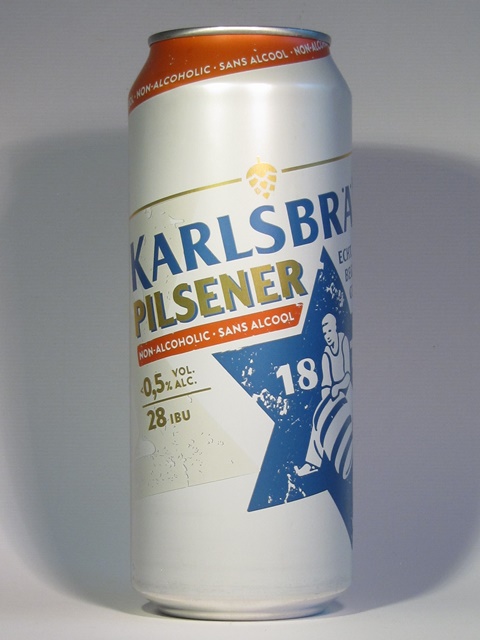 NON-ALCOHOLIC · SANS ALCOOL · NON-ALCO
KARLSBRÄ
PILSENER
NON-ALCOHOLIC · SANS ALCOOL
0,5% VOL. ALC.
28 IBU
18